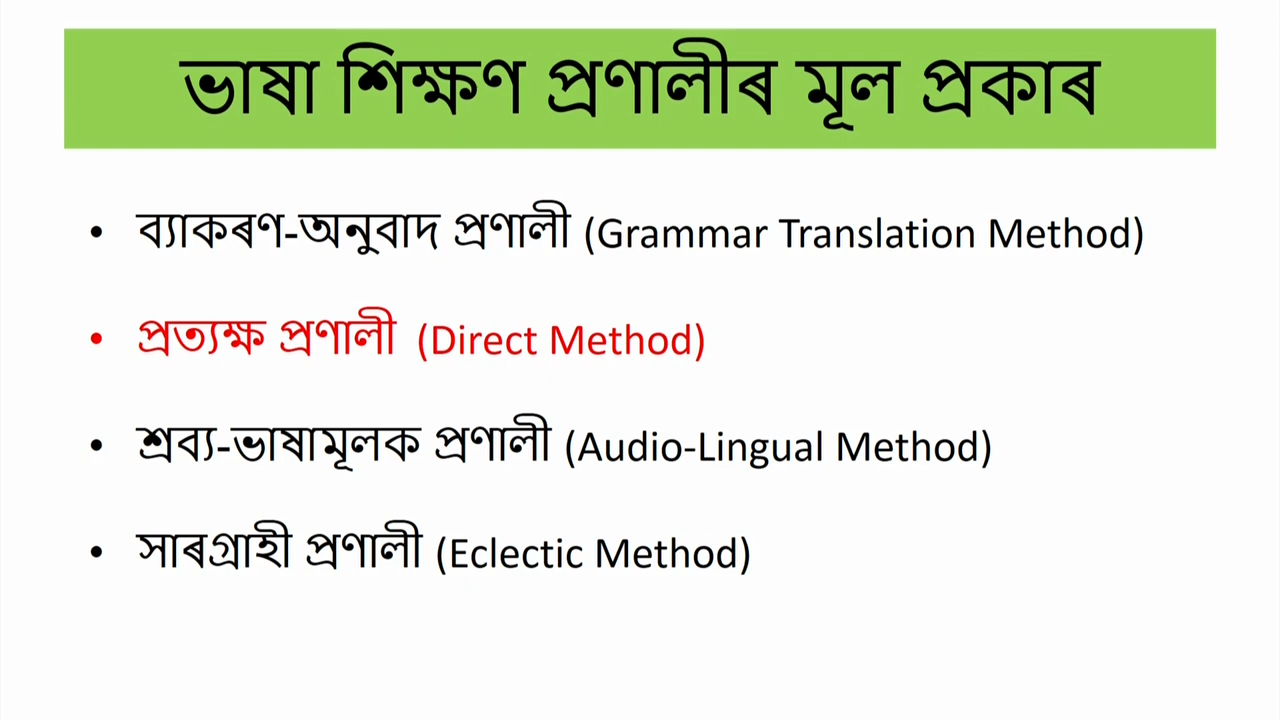 ভাষা শিক্ষণ প্ৰণালীৰ মূল প্ৰকাৰ
• ব্যাকৰণ-অনুবাদ প্ৰণালী (Grammar Translation Method)
• প্ৰত্যক্ষ প্ৰণালী (Direct Method)
• শ্ৰব্য-ভাষামূলক প্ৰণালী (Audio-Lingual Method)
• সাৰগ্ৰাহী প্ৰণালী (Eclectic Method)